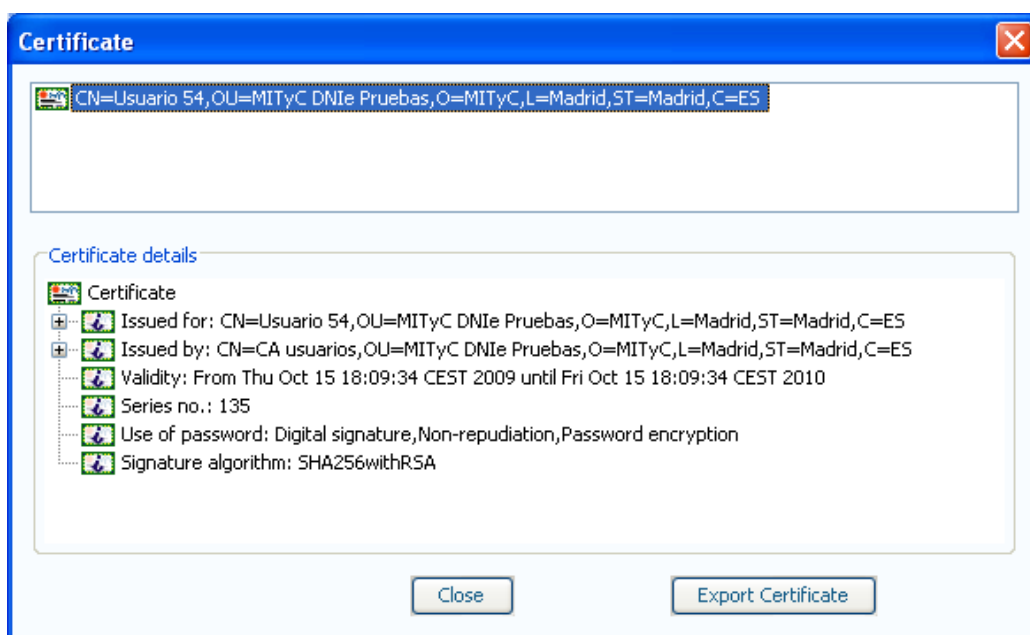 Certificate
CN=Usuario 54,OU=MITyC DNIe Pruebas,O=MITyC,L=Madrid,ST=Madrid,C=ES
Certificate details
Certificate
Issued for: CN=Usuario 54,OU=MITyC DNIe Pruebas,O=MITyC,L=Madrid,ST=Madrid,C=ES
Issued by: CN=CA usuarios,OU=MITyC DNIe Pruebas,O=MITyC,L=Madrid,ST=Madrid,C=ES
Validity: From Thu Oct 15 18:09:34 CEST 2009 until Fri Oct 15 18:09:34 CEST 2010
Series no.: 135
Use of password: Digital signature,Non-repudiation,Password encryption
Signature algorithm: SHA256withRSA
Close
Export Certificate